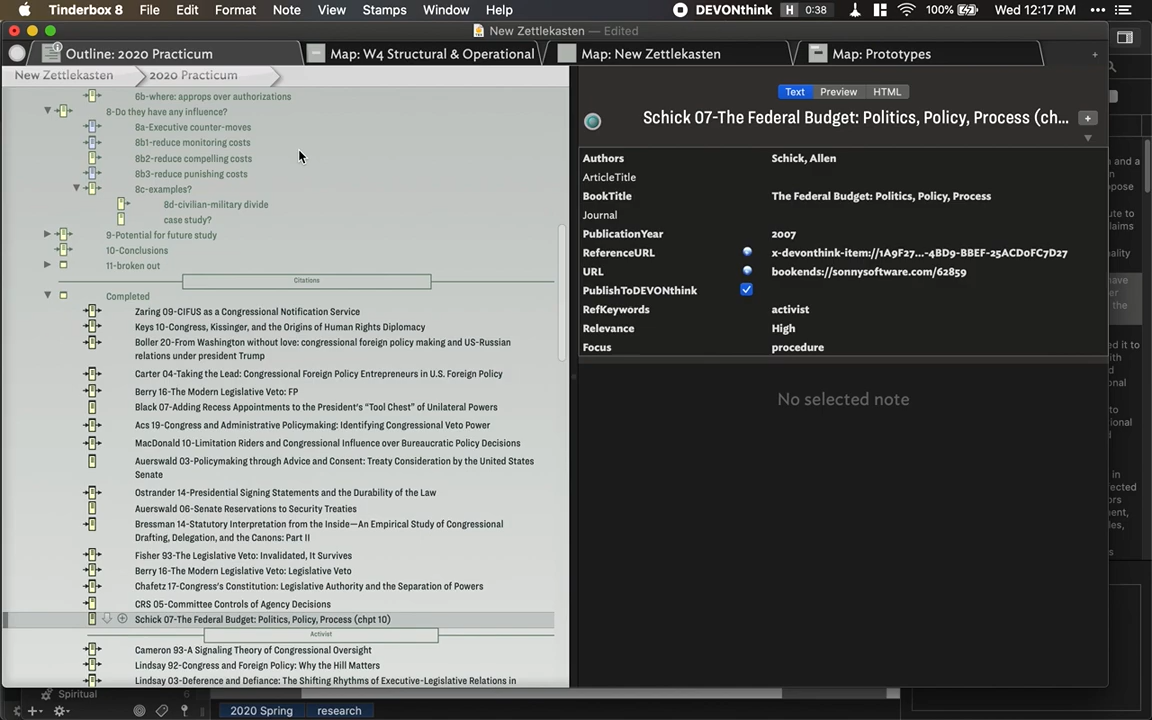 Tinderbox 8 File Edit Format Note View Stamps Window Help DEVONthink H 0:38 100% Wed 12:17 PM
New Zettlekasten — Edited
Outline: 2020 Practicum Map: W4 Structural & Operational Map: New Zettlekasten Map: Prototypes +
New Zettlekasten 2020 Practicum
6b-where: approps over authorizations
8-Do they have any influence?
8a-Executive counter-moves
8b1-reduce monitoring costs
8b2-reduce compelling costs
8b3-reduce punishing costs
8c-examples?
8d-civilian-military divide
case study?
9-Potential for future study
10-Conclusions
11-broken out
Citations
Completed
Zaring 09-CIFUS as a Congressional Notification Service
Keys 10-Congress, Kissinger, and the Origins of Human Rights Diplomacy
Boller 20-From Washington without love: congressional foreign policy making and US-Russian
relations under president Trump
Carter 04-Taking the Lead: Congressional Foreign Policy Entrepreneurs in U.S. Foreign Policy
Berry 16-The Modern Legislative Veto: FP
Black 07-Adding Recess Appointments to the President's “Tool Chest” of Unilateral Powers
Acs 19-Congress and Administrative Policymaking: Identifying Congressional Veto Power
MacDonald 10-Limitation Riders and Congressional Influence over Bureaucratic Policy Decisions
Auerswald 03-Policymaking through Advice and Consent: Treaty Consideration by the United States
Senate
Ostrander 14-Presidential Signing Statements and the Durability of the Law
Auerswald 06-Senate Reservations to Security Treaties
Bressman 14-Statutory Interpretation from the Inside—An Empirical Study of Congressional
Drafting, Delegation, and the Canons: Part II
Fisher 93-The Legislative Veto: Invalidated, It Survives
Berry 16-The Modern Legislative Veto: Legislative Veto
Chafetz 17-Congress's Constitution: Legislative Authority and the Separation of Powers
CRS 05-Committee Controls of Agency Decisions
Schick 07-The Federal Budget: Politics, Policy, Process (chpt 10)
Activist
Cameron 93-A Signaling Theory of Congressional Oversight
Lindsay 92-Congress and Foreign Policy: Why the Hill Matters
Lindsay 03-Deference and Defiance: The Shifting Rhythms of Executive-Legislative Relations in
Text Preview HTML
Schick 07-The Federal Budget: Politics, Policy, Process (ch... +
Authors Schick, Allen
ArticleTitle
BookTitle The Federal Budget: Politics, Policy, Process
Journal
PublicationYear 2007
ReferenceURL x-devonthink-item://1A9F27...-4BD9-BBEF-25ACD0FC7D27
URL bookends://sonnysoftware.com/62859
PublishToDEVONthink
RefKeywords activist
Relevance High
Focus procedure
No selected note
Spiritual 6
2020 Spring research